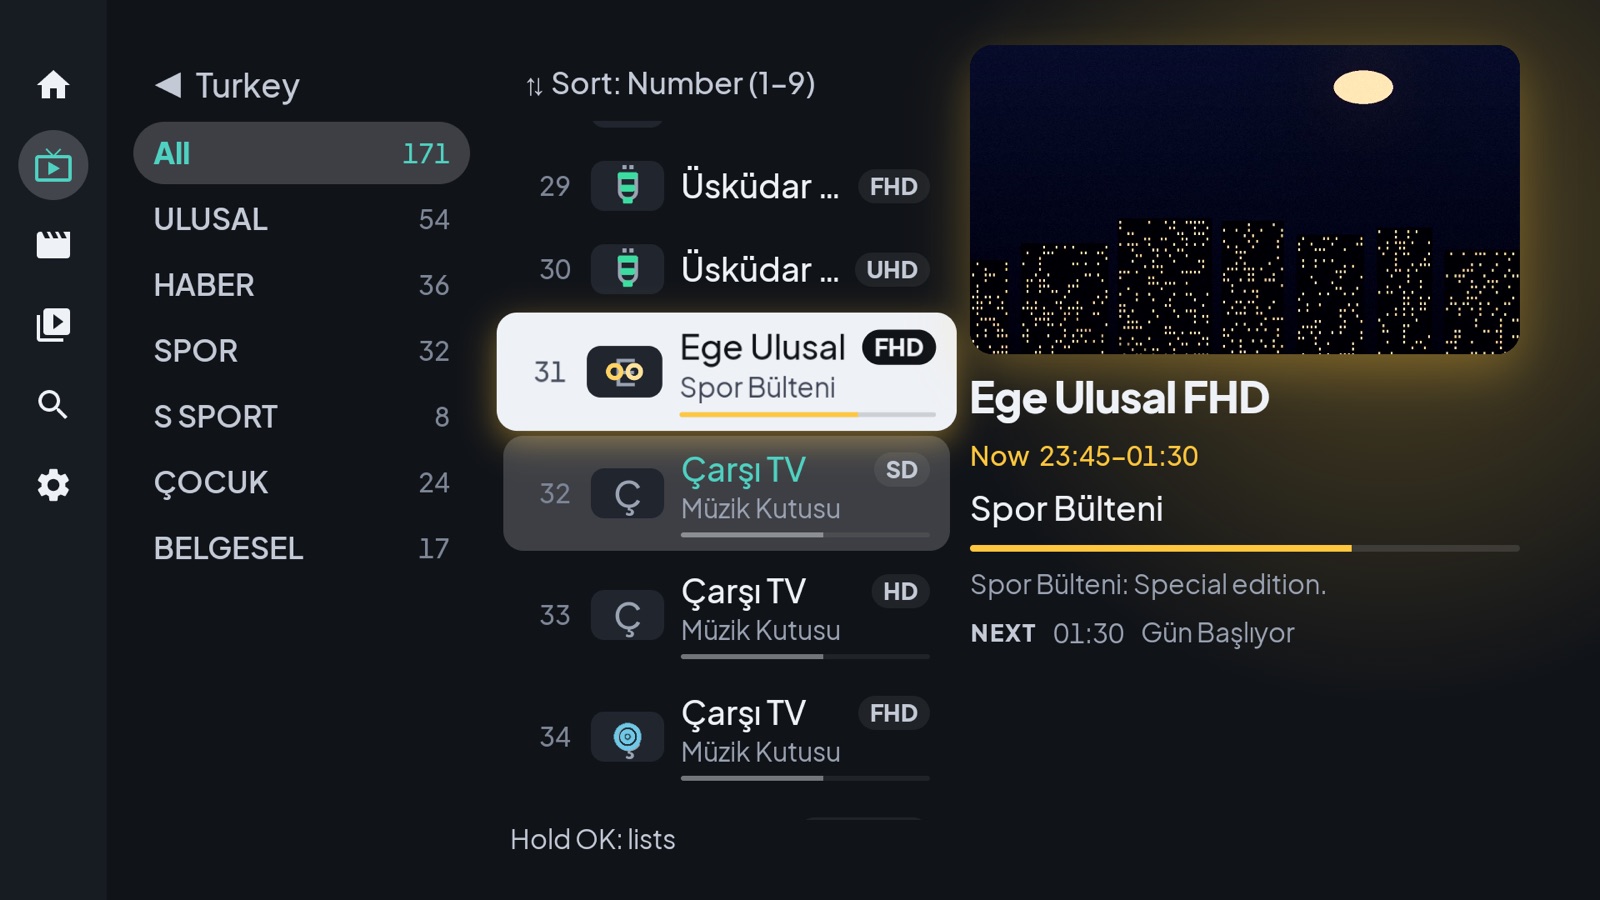 Turkey
All 171
ULUSAL 54
HABER 36
SPOR 32
S SPORT 8
ÇOCUK 24
BELGESEL 17
Sort: Number (1–9)
29 Üsküdar ... FHD
30 Üsküdar ... UHD
31 Ege Ulusal FHD
Spor Bülteni
32 Ç Çarşı TV SD
Müzik Kutusu
33 Ç Çarşı TV HD
Müzik Kutusu
34 Çarşı TV FHD
Müzik Kutusu
Hold OK: lists
Ege Ulusal FHD
Now 23:45–01:30
Spor Bülteni
Spor Bülteni: Special edition.
NEXT 01:30 Gün Başlıyor